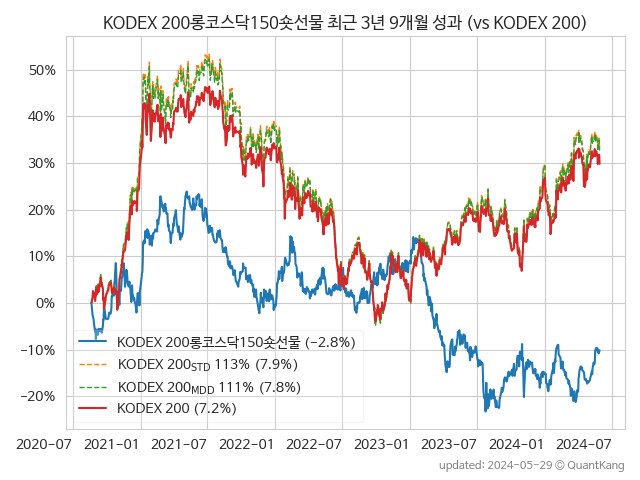 KODEX 200롱코스닥150숏선물 최근 3년 9개월 성과 (vs KODEX 200)
50%
40%
30%
20%
10%
0%
−10%
−20%
KODEX 200롱코스닥150숏선물 (−2.8%)
KODEX 200STD 113% (7.9%)
KODEX 200MDD 111% (7.8%)
KODEX 200 (7.2%)
2020-07 2021-01 2021-07 2022-01 2022-07 2023-01 2023-07 2024-01 2024-07
updated: 2024-05-29 © QuantKang